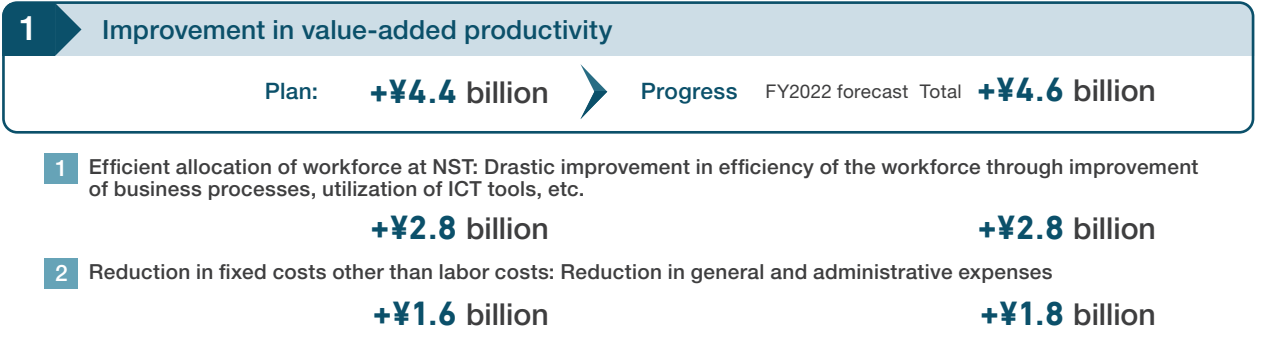 1 Improvement in value-added productivity
Plan: +¥4.4 billion Progress FY2022 forecast Total +¥4.6 billion
1 Efficient allocation of workforce at NST: Drastic improvement in efficiency of the workforce through improvement
of business processes, utilization of ICT tools, etc.
+¥2.8 billion +¥2.8 billion
2 Reduction in fixed costs other than labor costs: Reduction in general and administrative expenses
+¥1.6 billion +¥1.8 billion